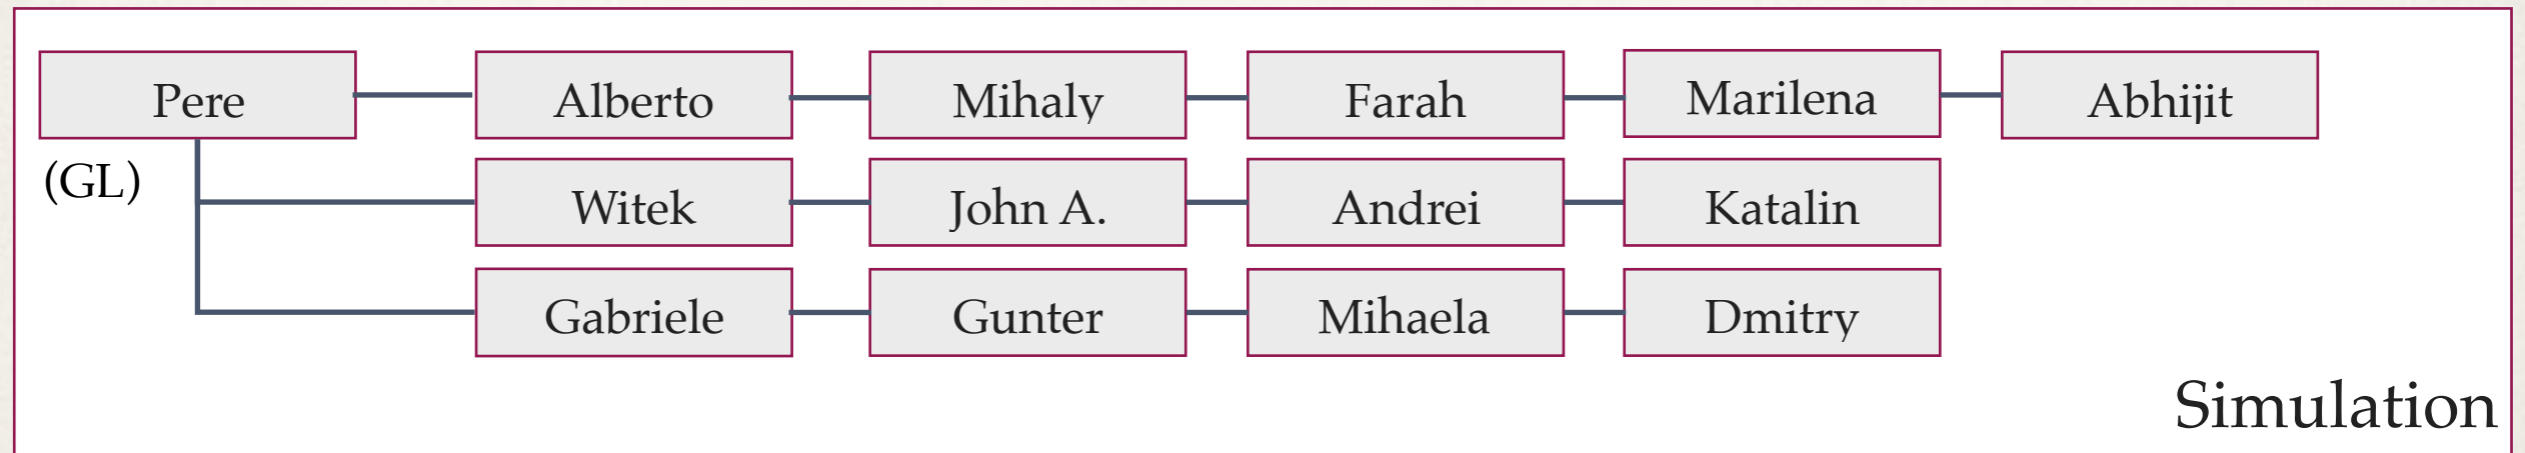 Pere Alberto Mihaly Farah Marilena Abhijit
(GL)
Witek John A. Andrei Katalin
Gabriele Gunter Mihaela Dmitry
Simulation